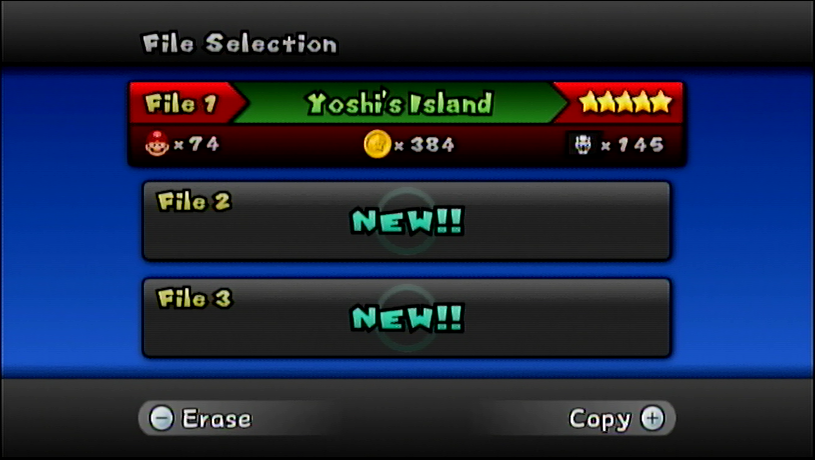 File Selection
File 1 Yoshi's Island
×74 ×384 ×145
File 2
NEW!!
File 3
NEW!!
− Erase Copy +